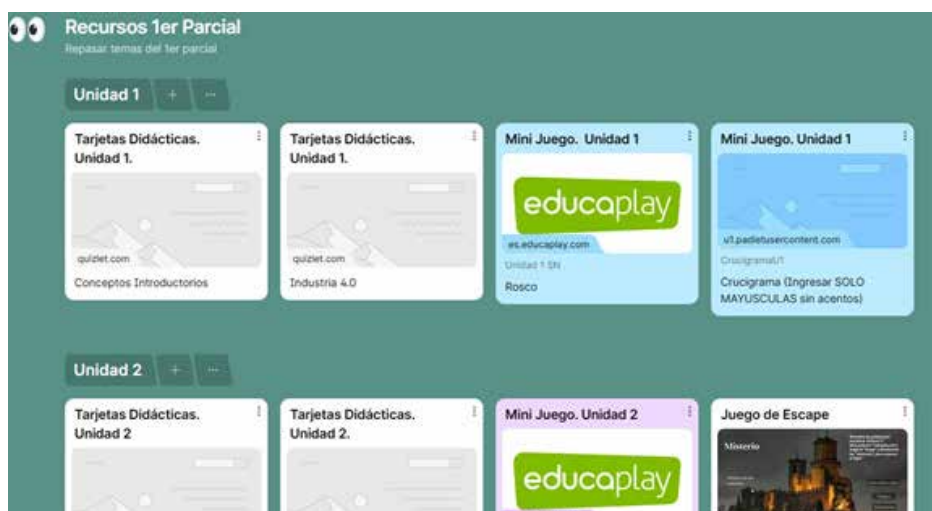 Recursos 1er Parcial
Repasar temas del 1er parcial
Unidad 1
Tarjetas Didácticas.
Unidad 1.
quizlet.com
Conceptos Introductorios
Tarjetas Didácticas.
Unidad 1.
quizlet.com
Industria 4.0
Mini Juego. Unidad 1
educaplay
es.educaplay.com
Unidad 1 SN
Rosco
Mini Juego. Unidad 1
u1.padletusercontent.com
CrucigramaU1
Crucigrama (Ingresar SOLO
MAYUSCULAS sin acentos)
Unidad 2
Tarjetas Didácticas.
Unidad 2
Tarjetas Didácticas.
Unidad 2.
Mini Juego. Unidad 2
educaplay
Juego de Escape
Misterio